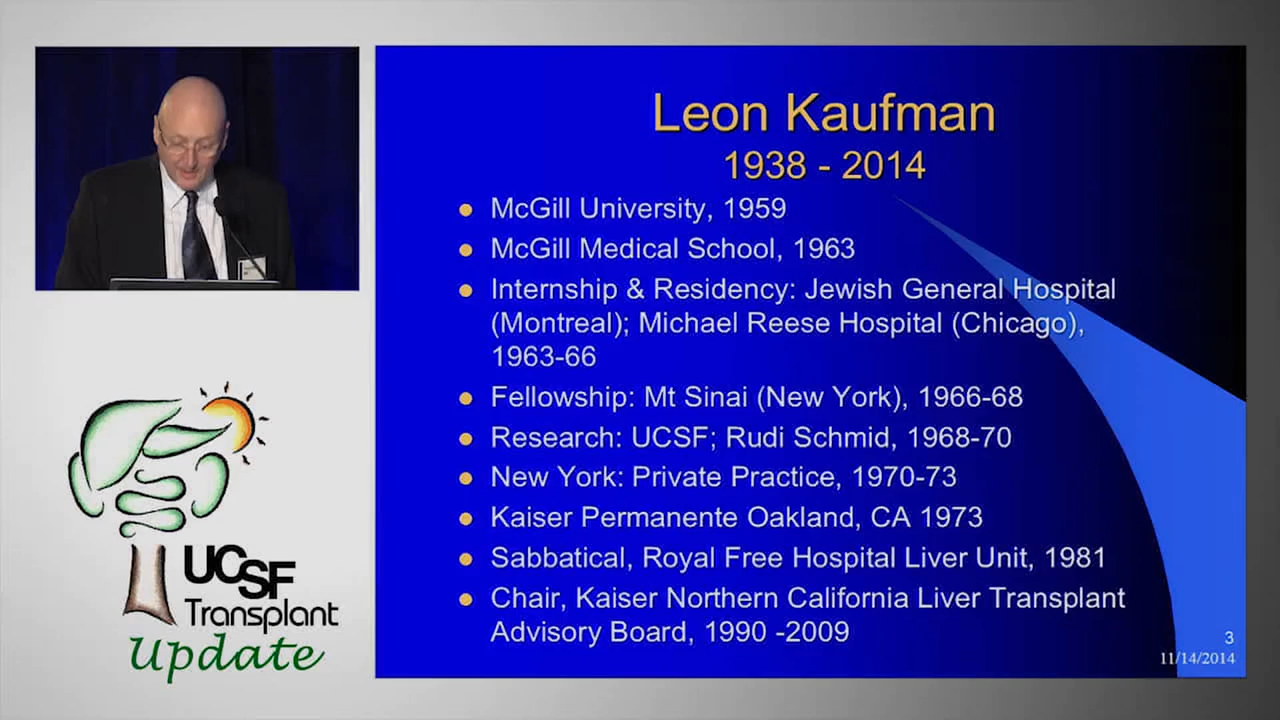 Leon Kaufman
1938 - 2014
McGill University, 1959
McGill Medical School, 1963
Internship & Residency: Jewish General Hospital
(Montreal); Michael Reese Hospital (Chicago),
1963-66
Fellowship: Mt Sinai (New York), 1966-68
Research: UCSF; Rudi Schmid, 1968-70
New York: Private Practice, 1970-73
Kaiser Permanente Oakland, CA 1973
Sabbatical, Royal Free Hospital Liver Unit, 1981
Chair, Kaiser Northern California Liver Transplant
Advisory Board, 1990 -2009
3
11/14/2014
UCSF
Transplant
Update